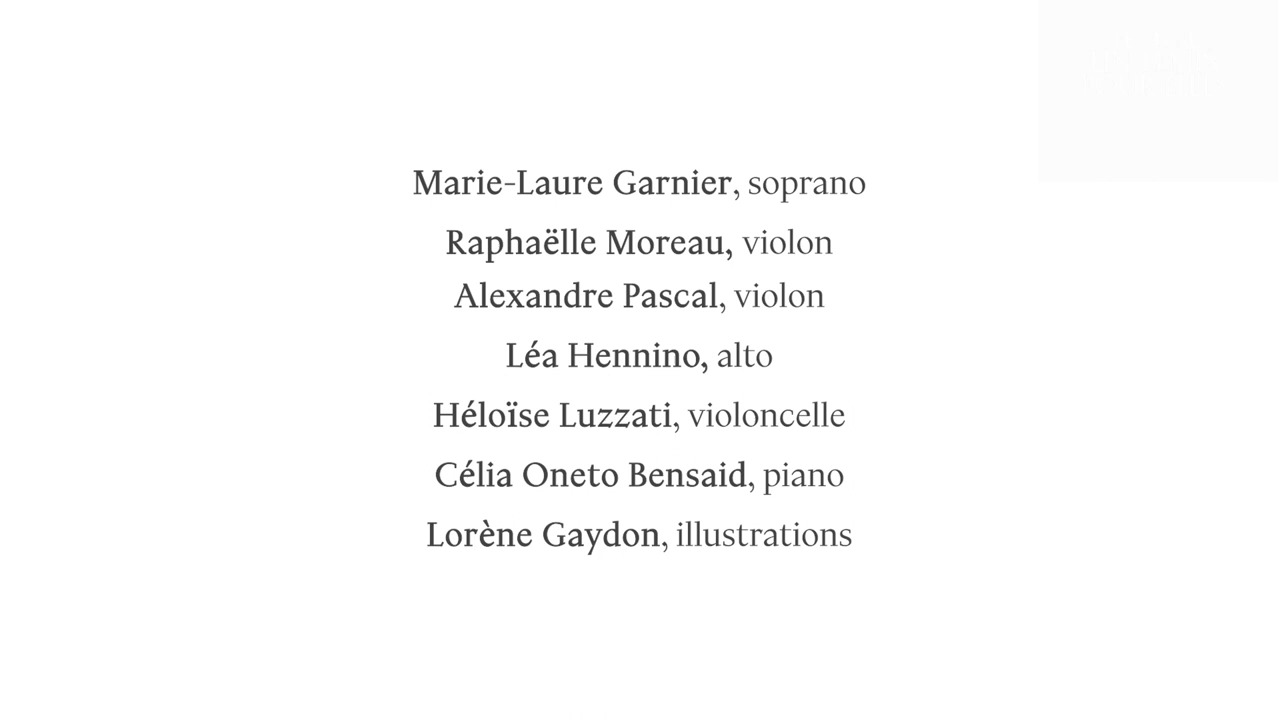 Marie-Laure Garnier, soprano
Raphaëlle Moreau, violon
Alexandre Pascal, violon
Léa Hennino, alto
Héloïse Luzzati, violoncelle
Célia Oneto Bensaid, piano
Lorène Gaydon, illustrations